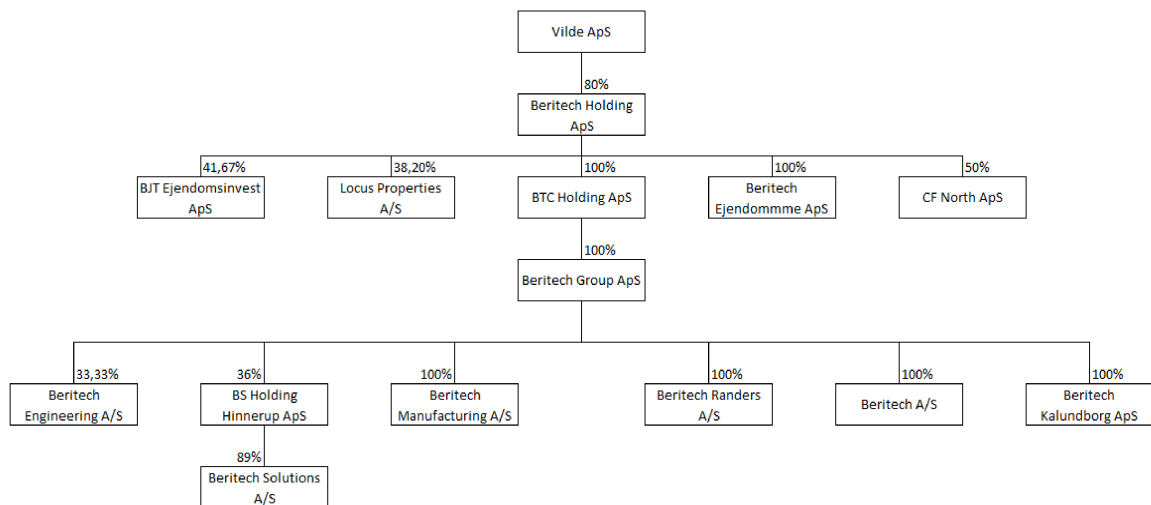 Vilde ApS
80%
Beritech Holding
ApS
41,67%
38,20%
100%
100%
50%
BJT Ejendomsinvest
ApS
Locus Properties
A/S
BTC Holding ApS
Beritech
Ejendommme ApS
CF North ApS
100%
Beritech Group ApS
33,33%
36%
100%
100%
100%
100%
Beritech
Engineering A/S
BS Holding
Hinnerup ApS
Beritech
Manufacturing A/S
Beritech Randers
A/S
Beritech A/S
Beritech
Kalundborg ApS
89%
Beritech Solutions
A/S